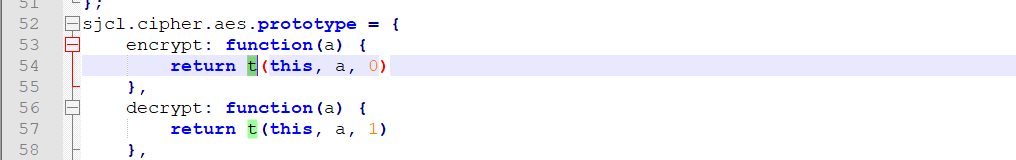 51 };
52 sjcl.cipher.aes.prototype = {
53 encrypt: function(a) {
54 return t(this, a, 0)
55 },
56 decrypt: function(a) {
57 return t(this, a, 1)
58 },